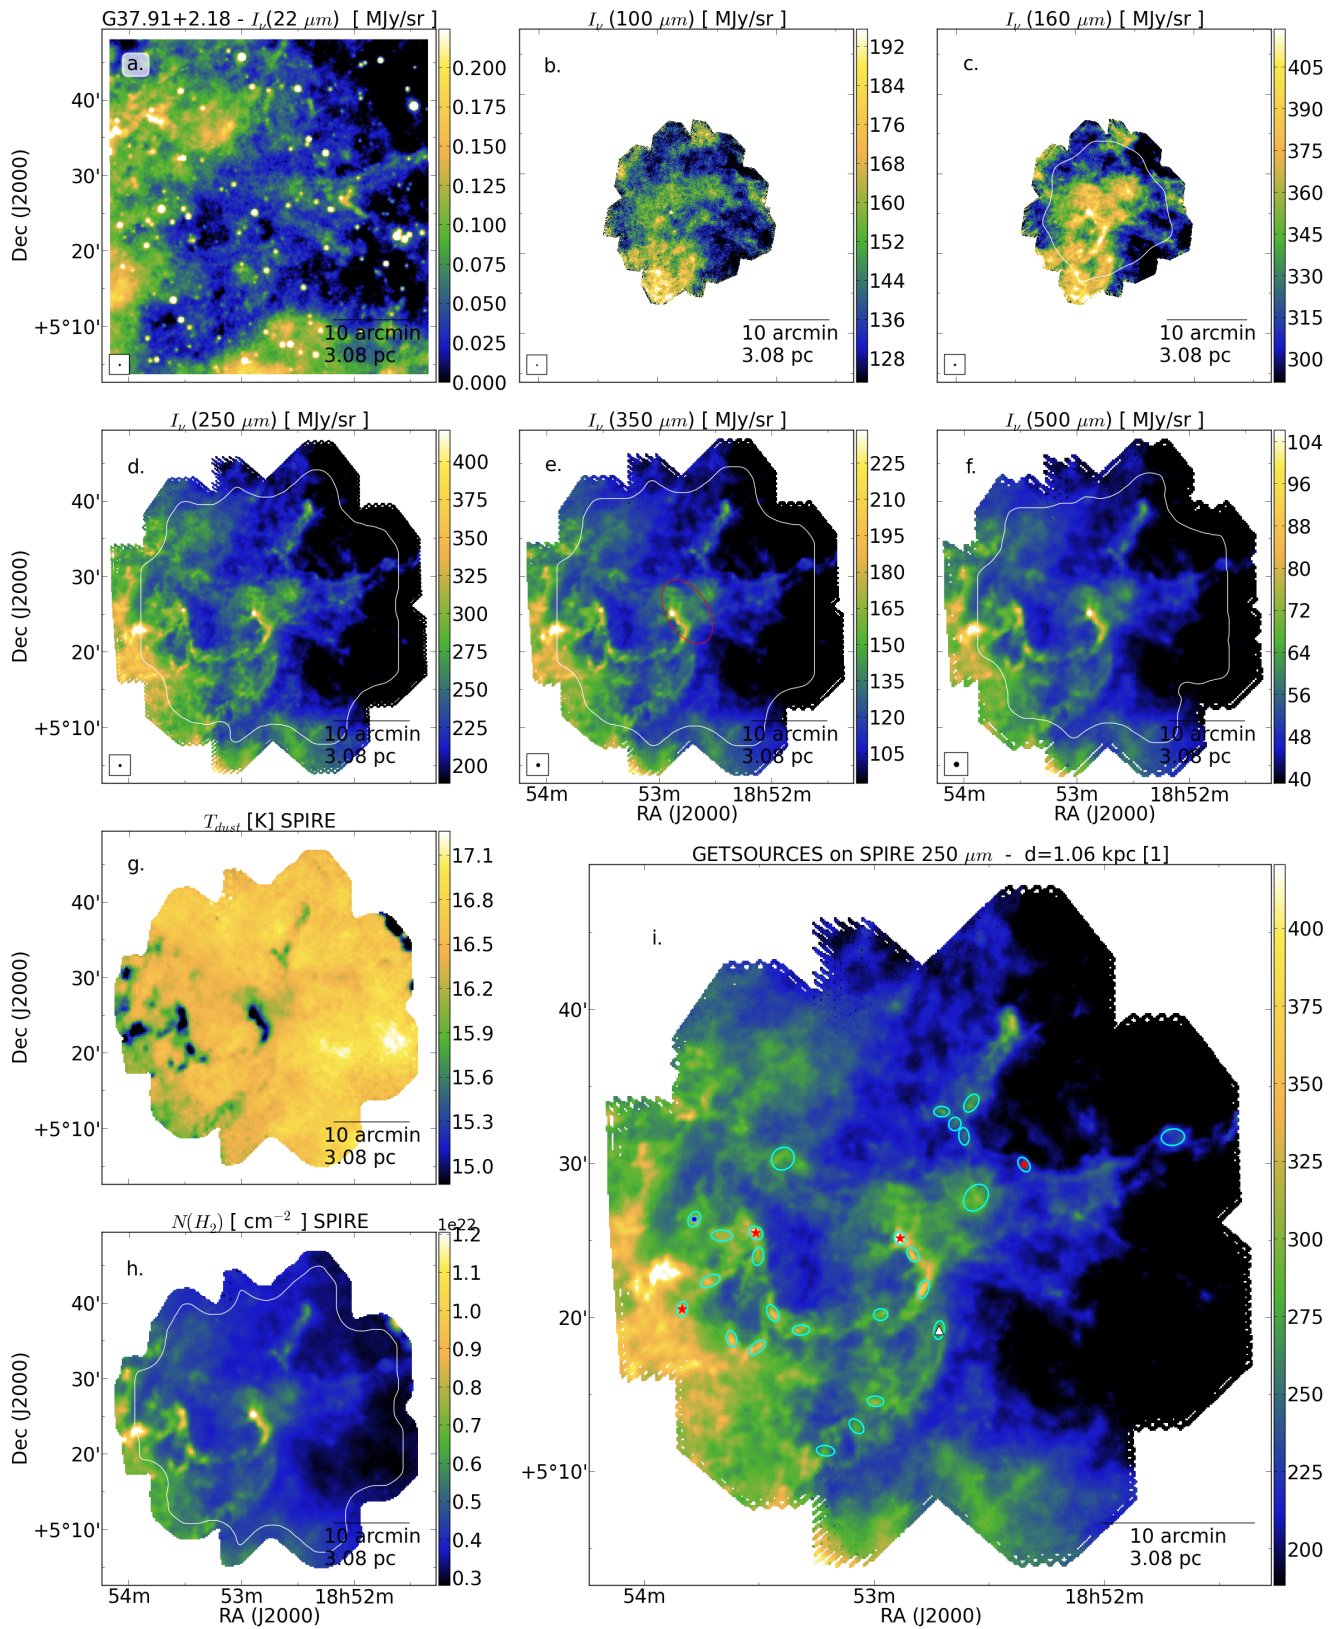 G37.91+2.18 - Iν(22 μm) [ MJy/sr ]
Iν (100 μm) [ MJy/sr ]
Iν (160 μm) [ MJy/sr ]
a.
b.
c.
Dec (J2000)
40'
30'
20'
+5°10'
10 arcmin
3.08 pc
0.200
0.175
0.150
0.125
0.100
0.075
0.050
0.025
0.000
10 arcmin
3.08 pc
192
184
176
168
160
152
144
136
128
10 arcmin
3.08 pc
405
390
375
360
345
330
315
300
Iν (250 μm) [ MJy/sr ]
Iν (350 μm) [ MJy/sr ]
Iν (500 μm) [ MJy/sr ]
d.
e.
f.
Dec (J2000)
40'
30'
20'
+5°10'
10 arcmin
3.08 pc
400
375
350
325
300
275
250
225
200
10 arcmin
3.08 pc
225
210
195
180
165
150
135
120
105
10 arcmin
3.08 pc
104
96
88
80
72
64
56
48
40
54m 53m 18h52m
RA (J2000)
54m 53m 18h52m
RA (J2000)
Tdust [K] SPIRE
g.
Dec (J2000)
40'
30'
20'
+5°10'
10 arcmin
3.08 pc
17.1
16.8
16.5
16.2
15.9
15.6
15.3
15.0
N(H2) [ cm−2 ] SPIRE
1e22
h.
Dec (J2000)
40'
30'
20'
+5°10'
10 arcmin
3.08 pc
1.2
1.1
1.0
0.9
0.8
0.7
0.6
0.5
0.4
0.3
54m 53m 18h52m
RA (J2000)
GETSOURCES on SPIRE 250 μm - d=1.06 kpc [1]
i.
40'
30'
20'
+5°10'
10 arcmin
3.08 pc
400
375
350
325
300
275
250
225
200
54m 53m 18h52m
RA (J2000)